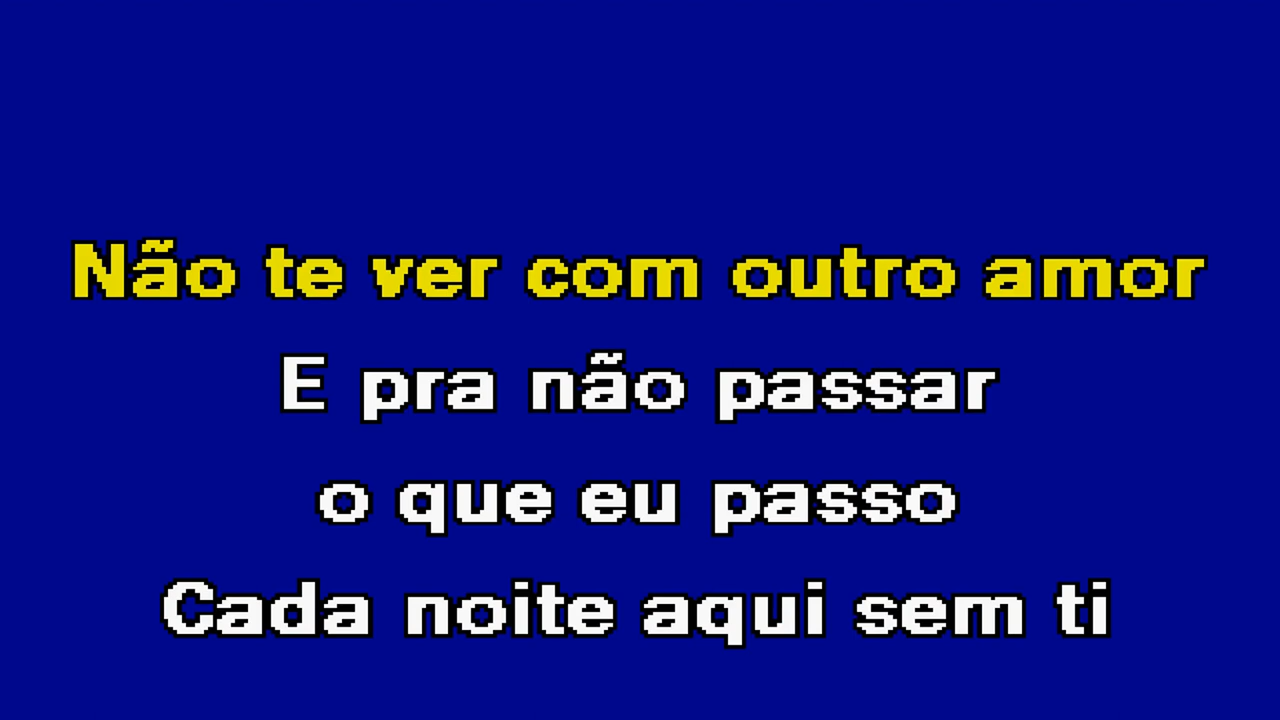 Não te ver com outro amor
E pra não passar
o que eu passo
Cada noite aqui sem ti